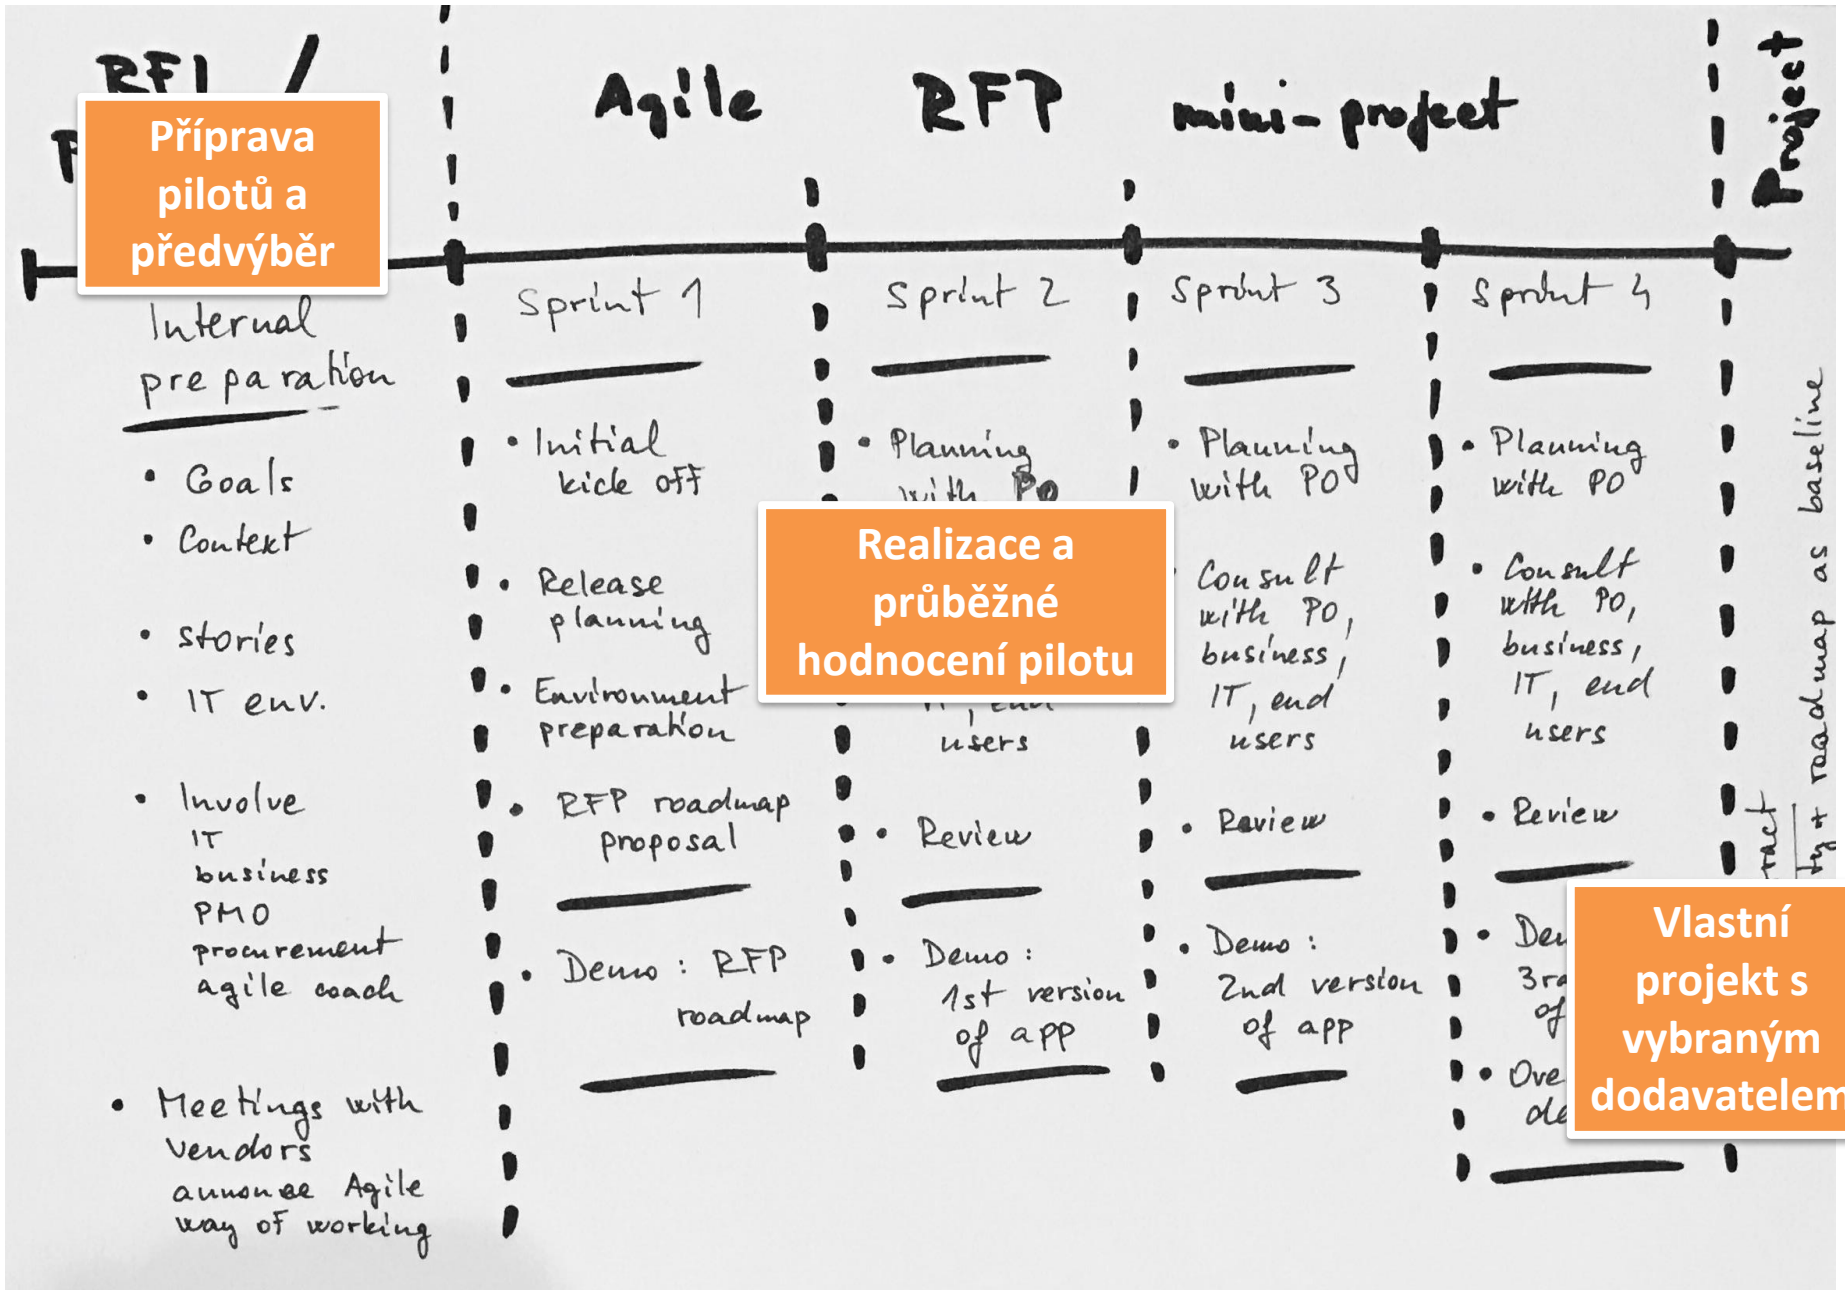 RFI /
Agile RFP mini-project
Project
Příprava
pilotů a
předvýběr
Internal
preparation
• Goals
• Context
• stories
• IT env.
• Involve
IT
business
PMO
procurement
agile coach
• Meetings with
vendors
annonce Agile
way of working
Sprint 1
• Initial
kick off
• Release
planning
• Environment
preparation
• RFP roadmap
proposal
• Demo : RFP
roadmap
Sprint 2
• Planning
with PO
Realizace a
průběžné
hodnocení pilotu
IT, end
users
• Review
• Demo :
1st version
of app
Sprint 3
• Planning
with PO
• Consult
with PO,
business,
IT, end
users
• Review
• Demo :
2nd version
of app
Sprint 4
• Planning
with PO
• Consult
with PO,
business,
IT, end
users
• Review
of
Vlastní
projekt s
vybraným
dodavatelem
+ roadmap as baseline